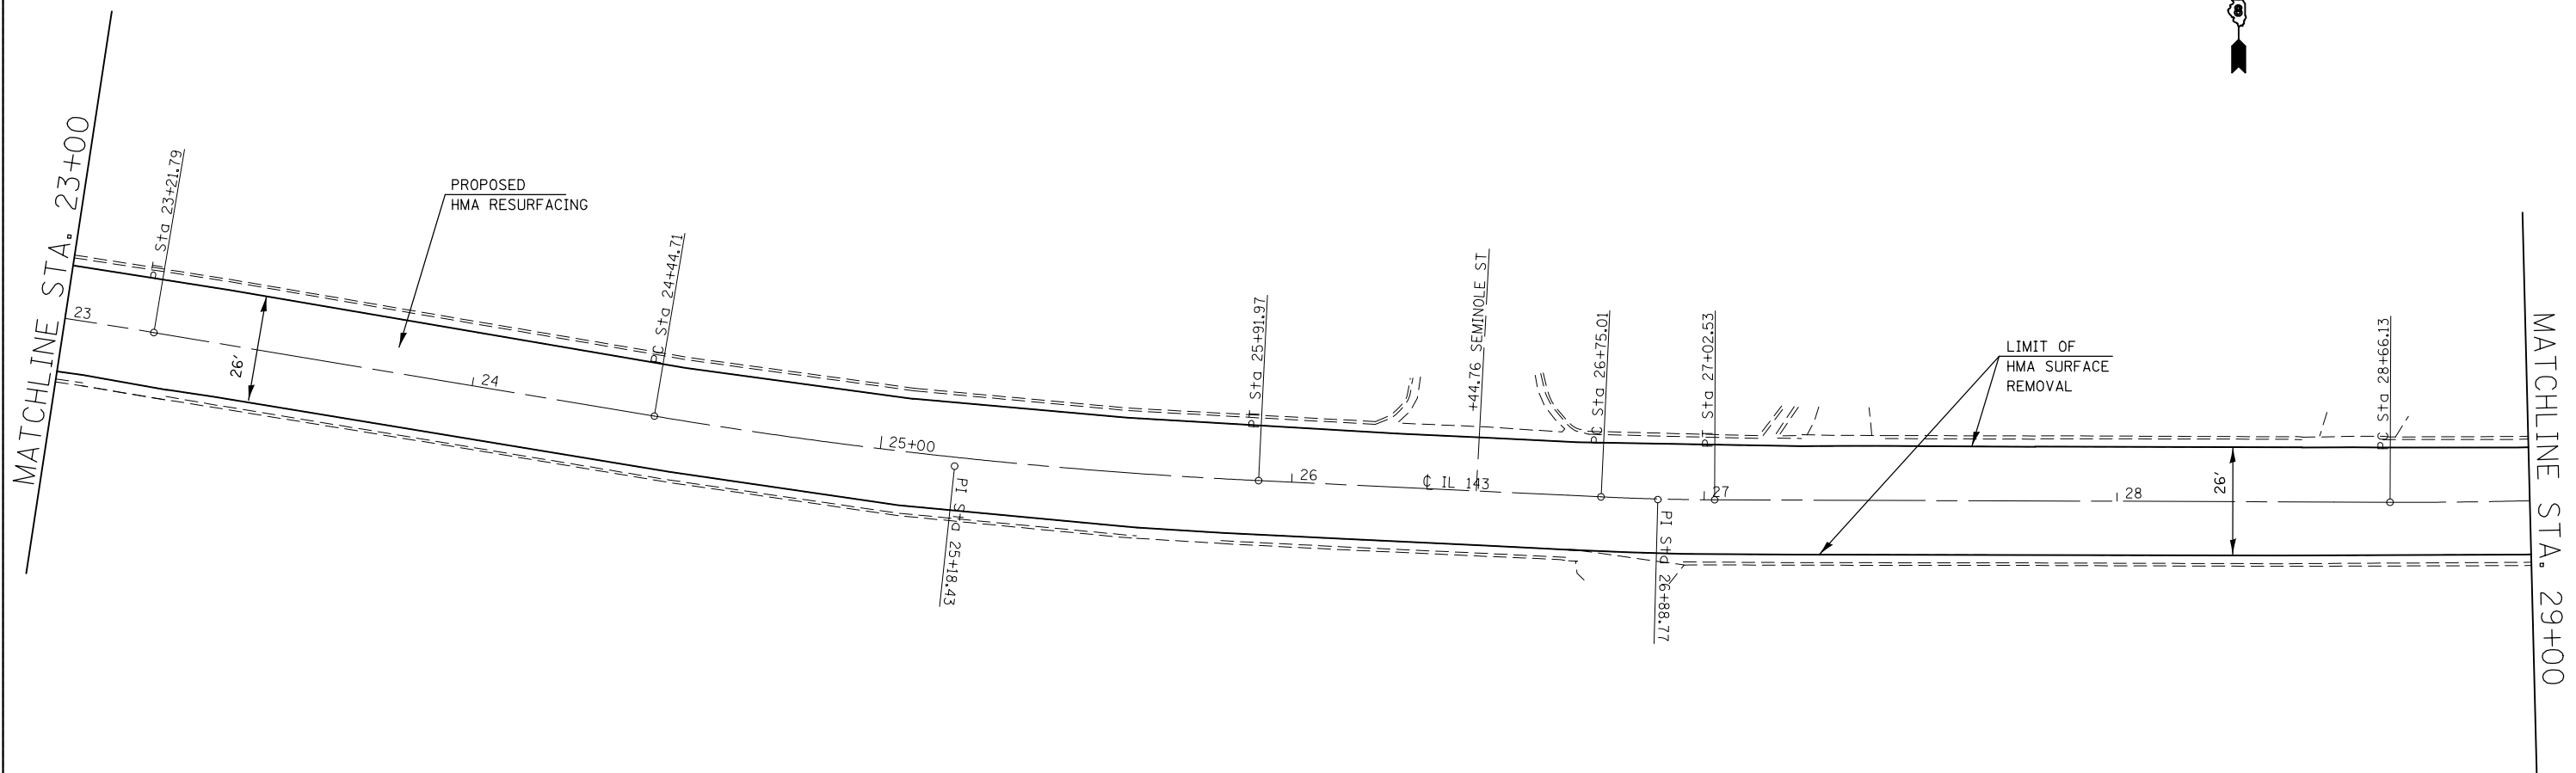 8
MATCHLINE STA. 23+00
PT Sta 23+21.79
23
26'
PROPOSED
HMA RESURFACING
24
PC Sta 24+44.71
25+00
PI Sta 25+18.43
PT Sta 25+91.97
26
℄ IL 143
+44.76 SEMINOLE ST
PC Sta 26+75.01
PI Sta 26+88.77
PT Sta 27+02.53
27
LIMIT OF
HMA SURFACE
REMOVAL
28
26'
PC Sta 28+66.13
MATCHLINE STA. 29+00